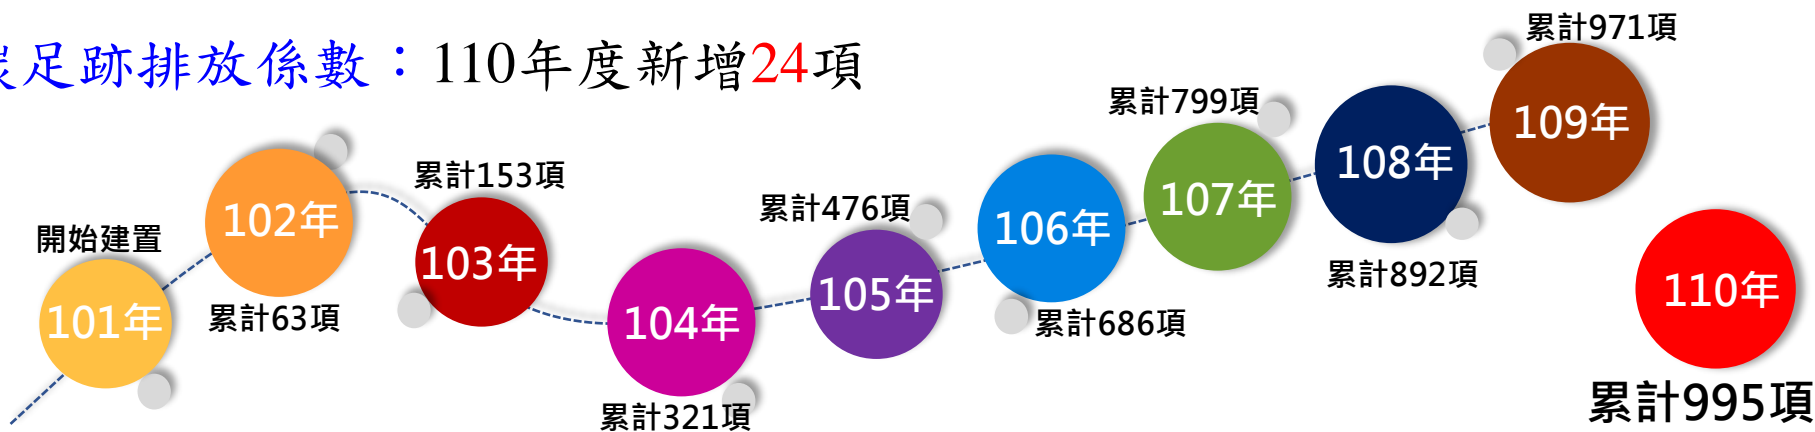 足跡排放係數：110年度新增24項
開始建置
101年
102年
累計63項
累計153項
103年
104年
累計321項
累計476項
105年
106年
累計686項
累計799項
107年
108年
累計892項
累計971項
109年
110年
累計995項